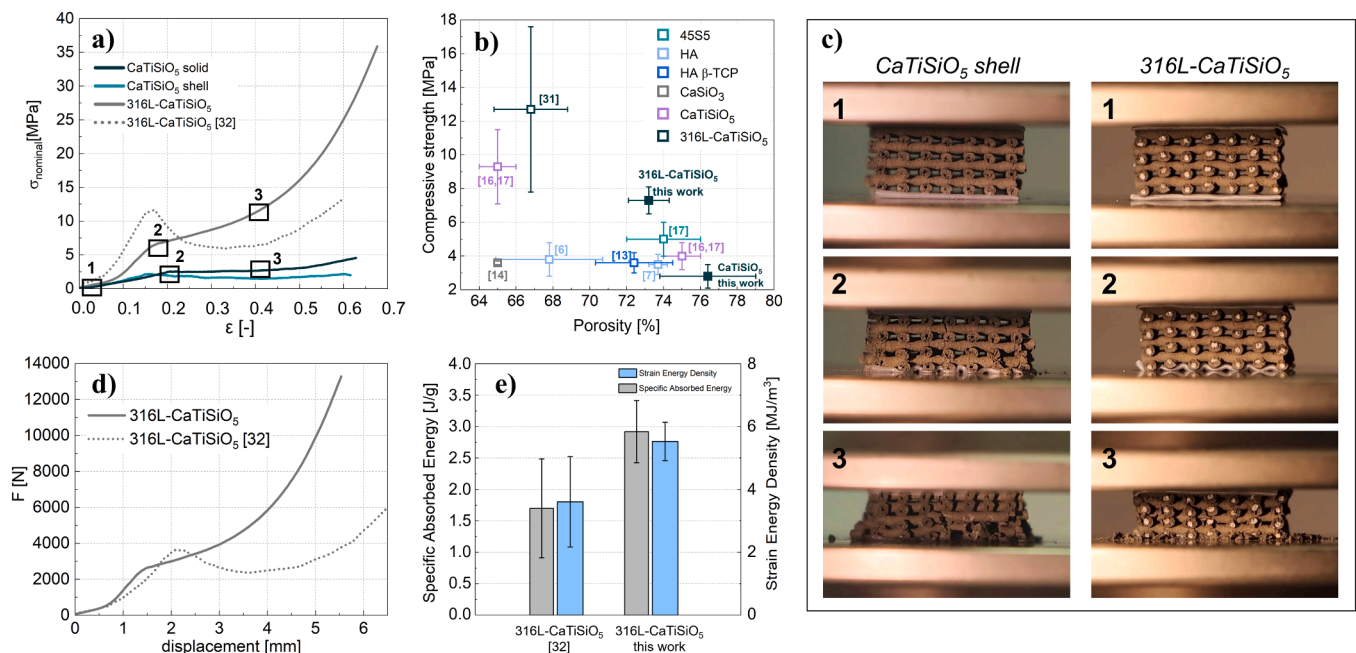 a)
40
35
30
25
20
15
10
5
0
σnominal[MPa]
CaTiSiO5 solid
CaTiSiO5 shell
316L-CaTiSiO5
316L-CaTiSiO5 [32]
1
2
2
3
3
0.0 0.1 0.2 0.3 0.4 0.5 0.6 0.7
ε [-]
b)
18
16
14
12
10
8
6
4
2
Compressive strength [MPa]
45S5
HA
HA β-TCP
CaSiO3
CaTiSiO5
316L-CaTiSiO5
[31]
[16,17]
316L-CaTiSiO5
this work
[17]
[6]
[13]
[16,17]
[14]
[7]
CaTiSiO5
this work
64 66 68 70 72 74 76 78 80
Porosity [%]
c)
CaTiSiO5 shell
316L-CaTiSiO5
1
1
2
2
3
3
d)
14000
12000
10000
8000
6000
4000
2000
0
F [N]
316L-CaTiSiO5
316L-CaTiSiO5 [32]
0 1 2 3 4 5 6
displacement [mm]
e)
4.0
3.5
3.0
2.5
2.0
1.5
1.0
0.5
0.0
Specific Absorbed Energy [J/g]
Strain Energy Density
Specific Absorbed Energy
8
6
4
2
0
Strain Energy Density [MJ/m³]
316L-CaTiSiO5
[32]
316L-CaTiSiO5
this work